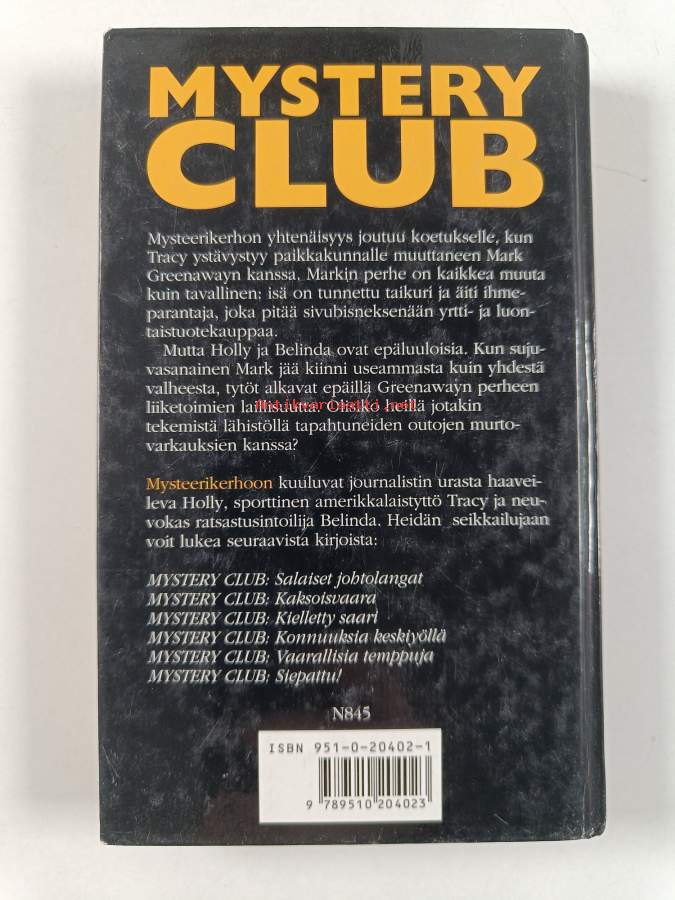 MYSTERY
CLUB
Mysteerikerhon yhtenäisyys joutuu koetukselle, kun
Tracy ystävystyy paikkakunnalle muuttaneen Mark
Greenawayn kanssa. Markin perhe on kaikkea muuta
kuin tavallinen: isä on tunnettu taikuri ja äiti ihme-
parantaja, joka pitää sivubisneksenään yrtti- ja luon-
taistuotekauppaa.
Mutta Holly ja Belinda ovat epäluuloisia. Kun suju-
vasanainen Mark jää kiinni useammasta kuin yhdestä
valheesta, tytöt alkavat epäillä Greenawayn perheen
liiketoimien laillisuutta. Olisiko heillä jotakin
tekemistä lähistöllä tapahtuneiden outojen murto-
varkauksien kanssa?
Mysteerikerhoon kuuluvat journalistin urasta haavei-
leva Holly, sporttinen amerikkalaistyttö Tracy ja neu-
vokas ratsastusintoilija Belinda. Heidän seikkailujaan
voit lukea seuraavista kirjoista:
MYSTERY CLUB: Salaiset johtolangat
MYSTERY CLUB: Kaksoisvaara
MYSTERY CLUB: Kielletty saari
MYSTERY CLUB: Konnuuksia keskiyöllä
MYSTERY CLUB: Vaarallisia temppuja
MYSTERY CLUB: Siepattu!
N845
ISBN 951-0-20402-1
9 789510 204023